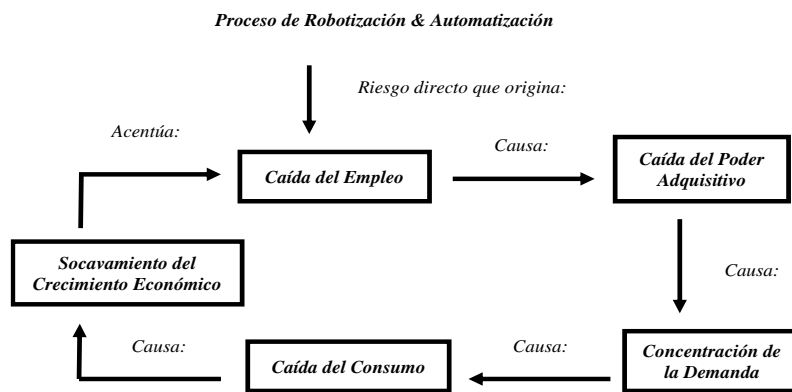 Proceso de Robotización & Automatización
Riesgo directo que origina:
Acentúa:
Causa:
Caída del Empleo
Caída del Poder
Adquisitivo
Socavamiento del
Crecimiento Económico
Causa:
Causa:
Caída del Consumo
Causa:
Concentración de
la Demanda